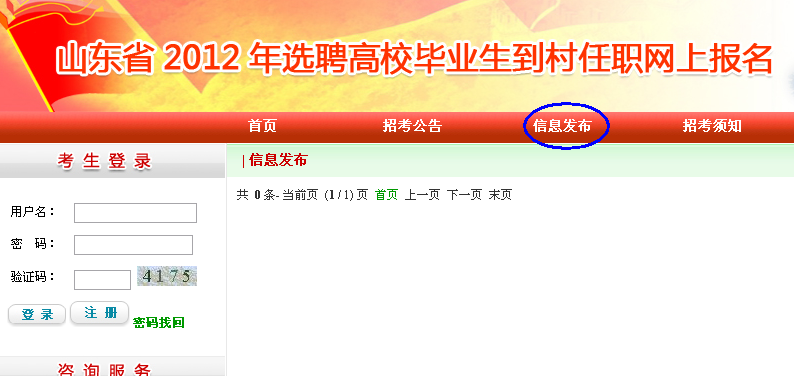 山东省 2012 年选聘高校毕业生到村任职网上报名
首页 招考公告 信息发布 招考须知
考 生 登 录
| 信息发布
共 0 条- 当前页 (1 / 1) 页 首页 上一页 下一页 末页
用户名：
密 码：
验证码： 4175
登 录 注 册 密码找回
咨 询 服 务